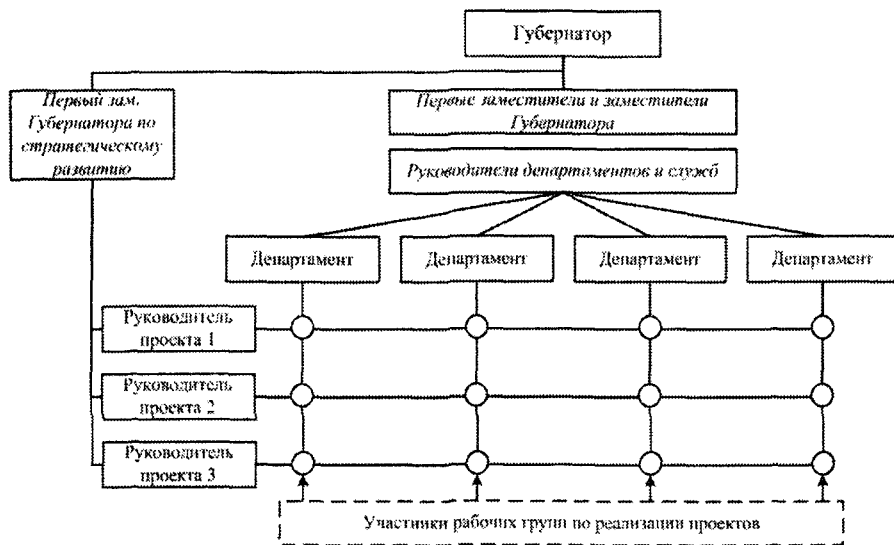 Губернатор
Первый зам.
Губернатора по
стратегическому
развитию
Первые заместители и заместители
Губернатора
Руководители департаментов и служб
Департамент
Департамент
Департамент
Департамент
Руководитель
проекта 1
Руководитель
проекта 2
Руководитель
проекта 3
Участники рабочих групп по реализации проектов